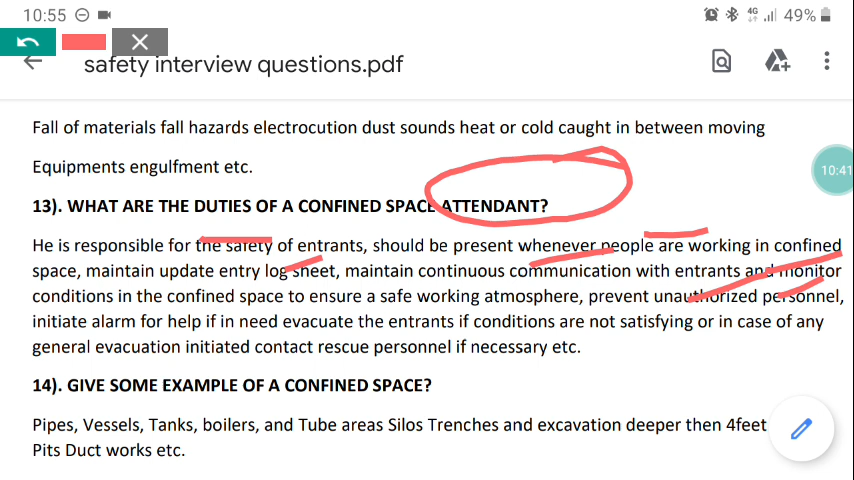 10:55 4G 49%
safety interview questions.pdf
Fall of materials fall hazards electrocution dust sounds heat or cold caught in between moving
10:41
Equipments engulfment etc.
13). WHAT ARE THE DUTIES OF A CONFINED SPACE ATTENDANT?
He is responsible for the safety of entrants, should be present whenever people are working in confined
space, maintain update entry log sheet, maintain continuous communication with entrants and monitor
conditions in the confined space to ensure a safe working atmosphere, prevent unauthorized personnel,
initiate alarm for help if in need evacuate the entrants if conditions are not satisfying or in case of any
general evacuation initiated contact rescue personnel if necessary etc.
14). GIVE SOME EXAMPLE OF A CONFINED SPACE?
Pipes, Vessels, Tanks, boilers, and Tube areas Silos Trenches and excavation deeper then 4feet
Pits Duct works etc.